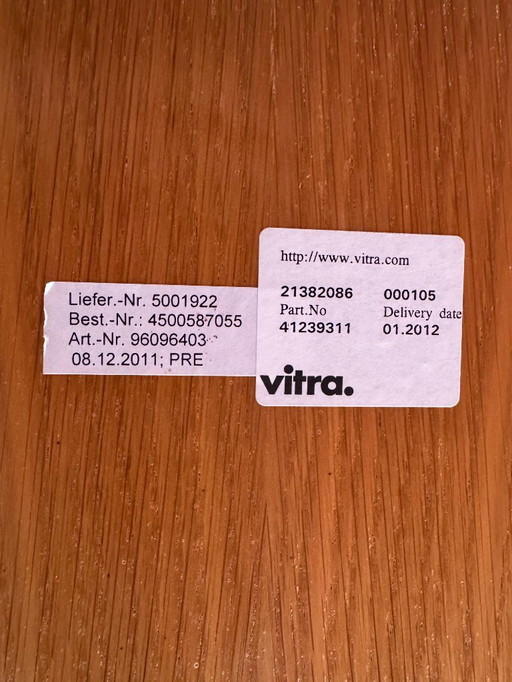 Liefer.-Nr. 5001922
Best.-Nr.: 4500587055
Art.-Nr. 96096403
08.12.2011; PRE
http://www.vitra.com
21382086 000105
Part.No Delivery date
41239311 01.2012
vitra.